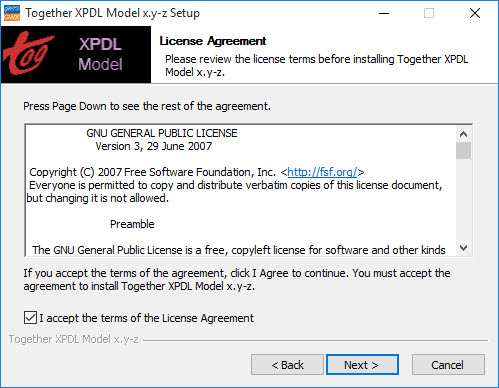 Together XPDL Model x.y-z Setup
Tog
XPDL
Model
License Agreement
Please review the license terms before installing Together XPDL
Model x.y-z.
Press Page Down to see the rest of the agreement.
GNU GENERAL PUBLIC LICENSE
Version 3, 29 June 2007
Copyright (C) 2007 Free Software Foundation, Inc. <http://fsf.org/>
Everyone is permitted to copy and distribute verbatim copies of this license document,
but changing it is not allowed.
Preamble
The GNU General Public License is a free, copyleft license for software and other kinds
If you accept the terms of the agreement, click I Agree to continue. You must accept the
agreement to install Together XPDL Model x.y-z.
I accept the terms of the License Agreement
Together XPDL Model x.y-z
< Back
Next >
Cancel